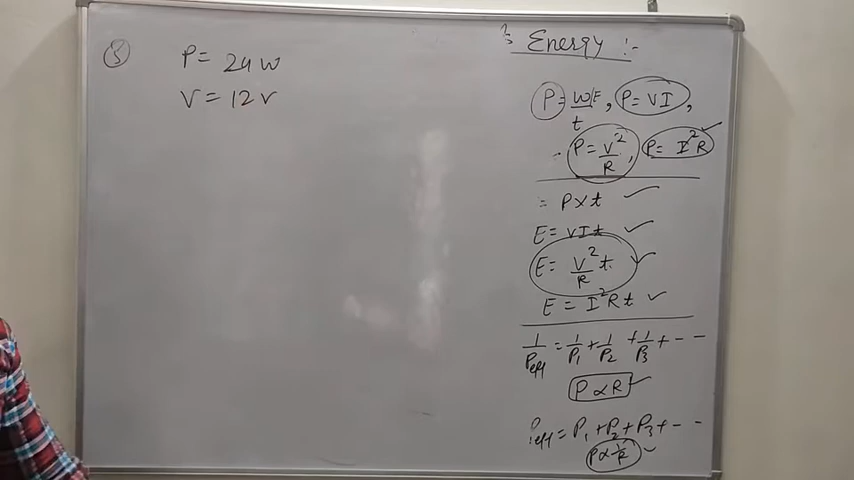 (3)
P = 24 W
V = 12 V
Energy :-
P = W/E / t , P = VI ,
P = V²/R , P = I²R
= P × t
E = VIt
E = V²/R t
E = I²Rt
1/Peff = 1/P1 + 1/P2 + 1/P3 + - -
P ∝ R
Peff = P1 + P2 + P3 + - -
P ∝ 1/R